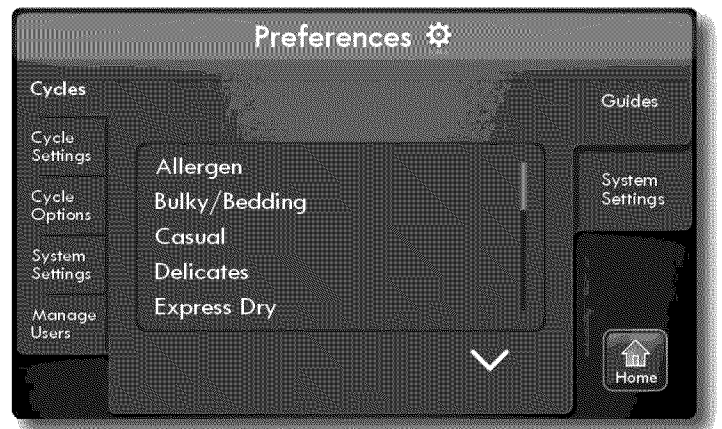 Preferences
Cycles
Cycle
Settings
Cycle
Options
System
Settings
Manage
Users
Allergen
Bulky/Bedding
Casual
Delicates
Express Dry
Guides
System
Settings
Home